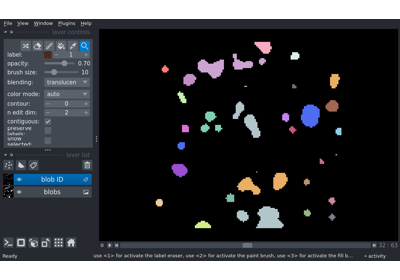 File View Window Plugins Help
layer controls
label: 1
opacity: 0.70
brush size: 10
blending: translucen
color mode: auto
contour: 0
n edit dim: 2
contiguous: ✓
preserve
labels:
show
selected:
layer list
blob ID
blobs
0 32 | 63
Ready use <1> for activate the label eraser, use <2> for activate the paint brush, use <3> for activate the fill b... activity